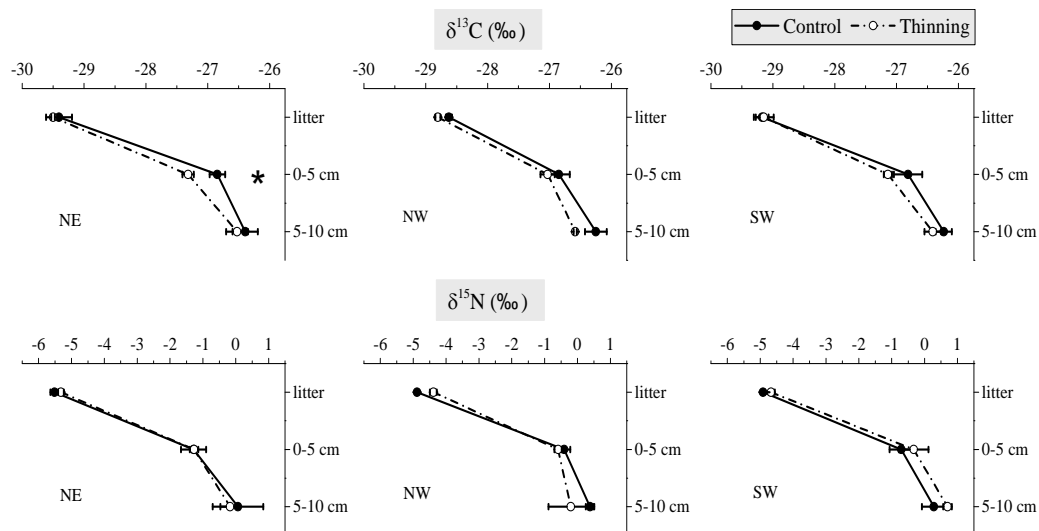 δ¹³C (‰)
Control Thinning
-30 -29 -28 -27 -26
-30 -29 -28 -27 -26
-30 -29 -28 -27 -26
litter
litter
litter
0-5 cm
0-5 cm
0-5 cm
*
NE
NW
SW
5-10 cm
5-10 cm
5-10 cm
δ¹⁵N (‰)
-6 -5 -4 -3 -2 -1 0 1
-6 -5 -4 -3 -2 -1 0 1
-6 -5 -4 -3 -2 -1 0 1
litter
litter
litter
0-5 cm
0-5 cm
0-5 cm
NE
NW
SW
5-10 cm
5-10 cm
5-10 cm